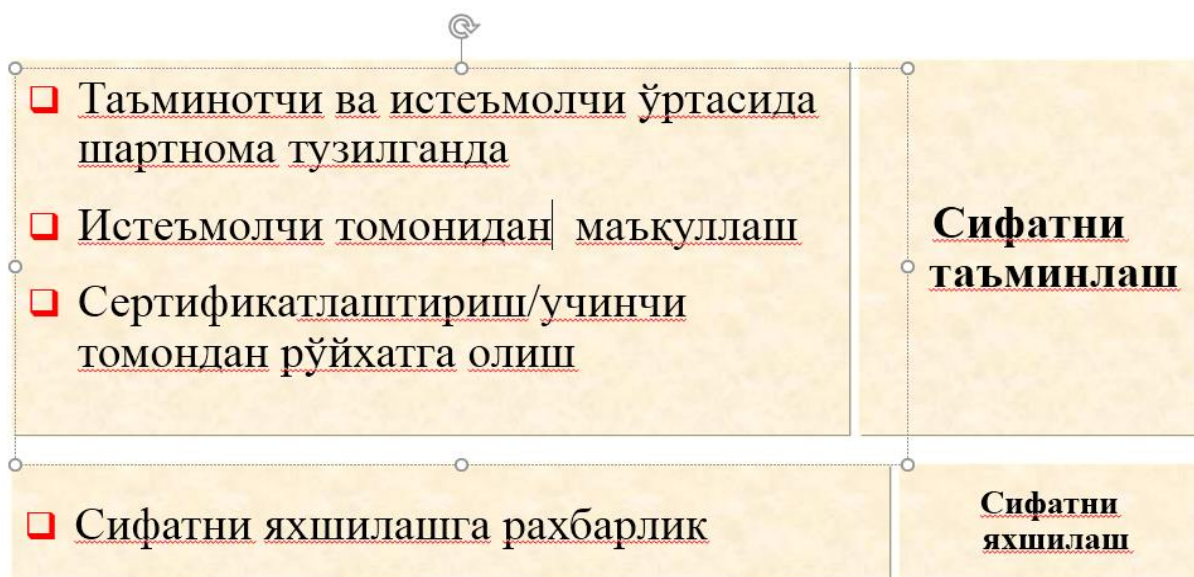 Таъминотчи ва истеъмолчи ўртасида
шартнома тузилганда
Истеъмолчи томонидан маъкуллаш
Сертификатлаштириш/учинчи
томондан рўйхатга олиш
Сифатни
таъминлаш
Сифатни яхшилашга рахбарлик
Сифатни
яхшилаш